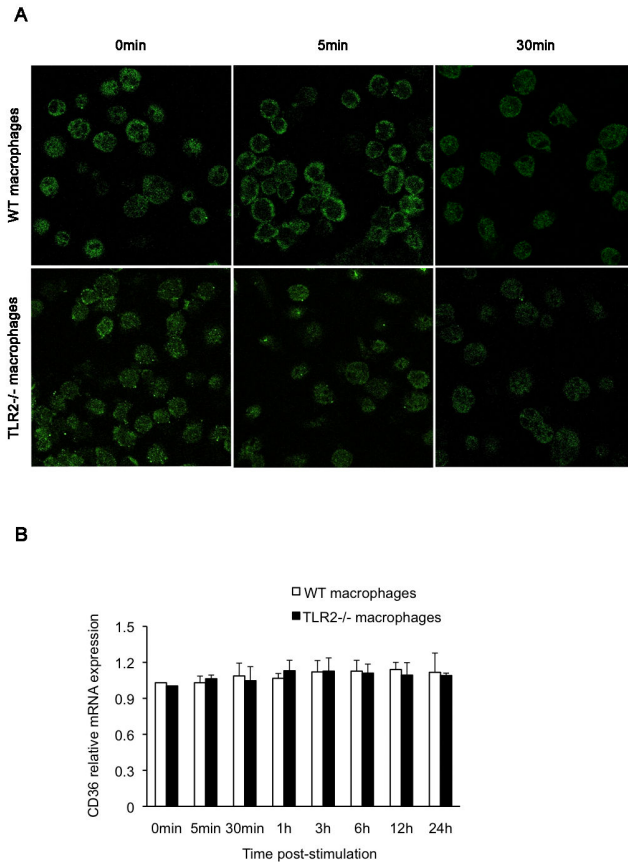 A
0min 5min 30min
WT macrophages
TLR2-/- macrophages
B
WT macrophages
TLR2-/- macrophages
CD36 relative mRNA expression
1.5
1.2
0.9
0.6
0.3
0
0min 5min 30min 1h 3h 6h 12h 24h
Time post-stimulation